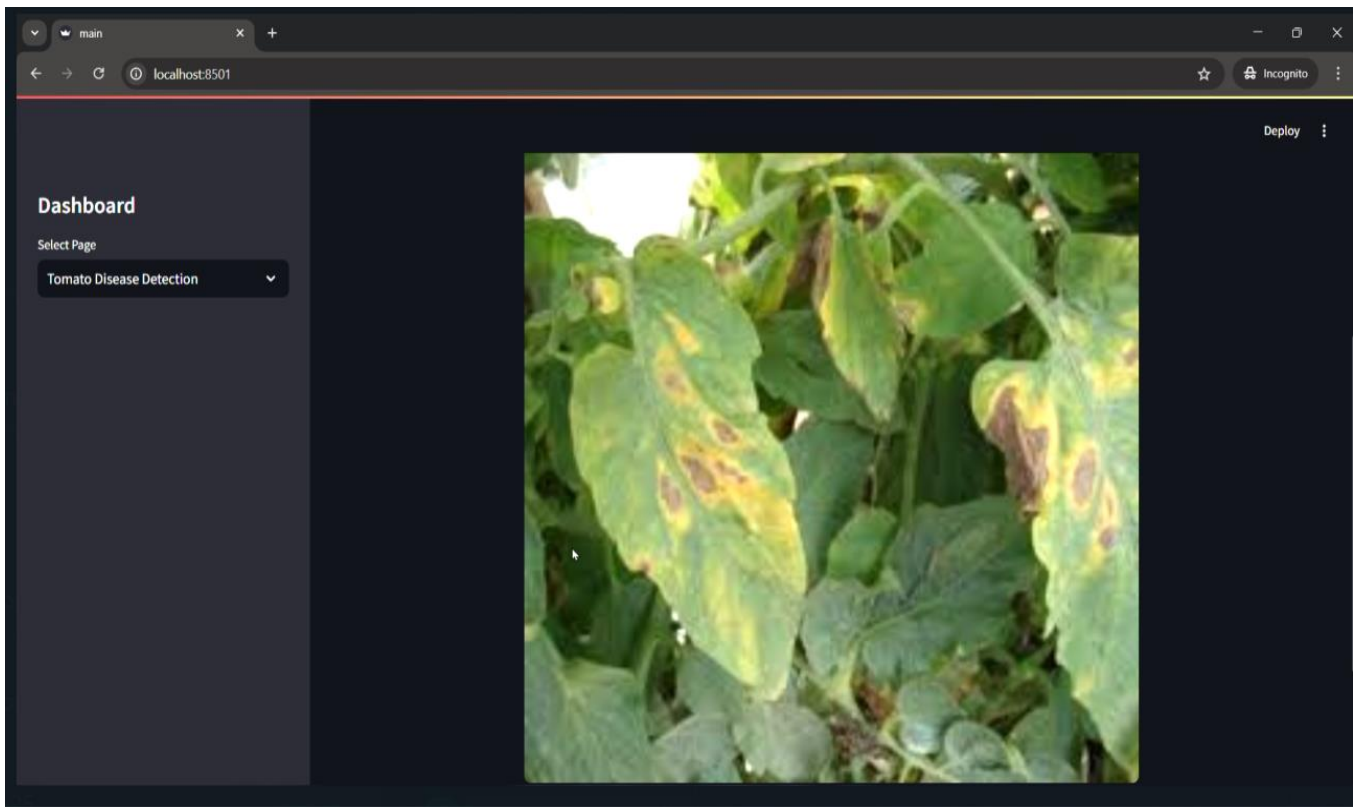 main
localhost:8501
Incognito
Deploy
Dashboard
Select Page
Tomato Disease Detection